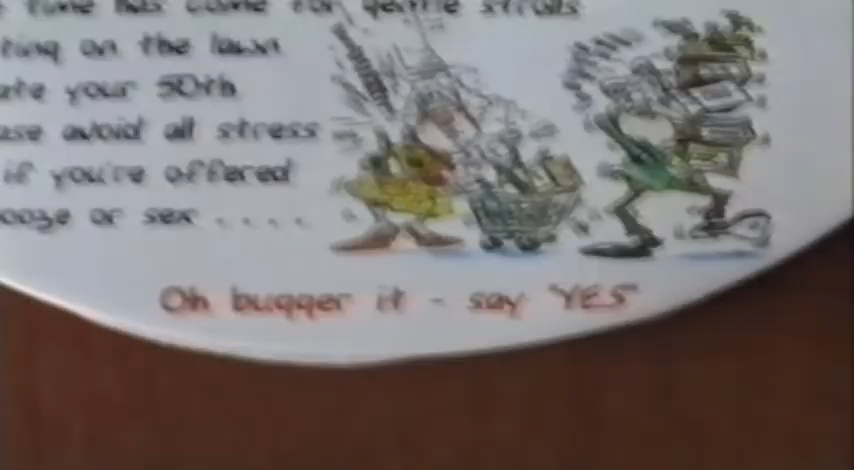 time has come for gentle strolls
ting on the lawn
ate your 50th
ase avoid all stress
if you're offered
ooze or sex . . . .
Oh bugger it - say "YES"